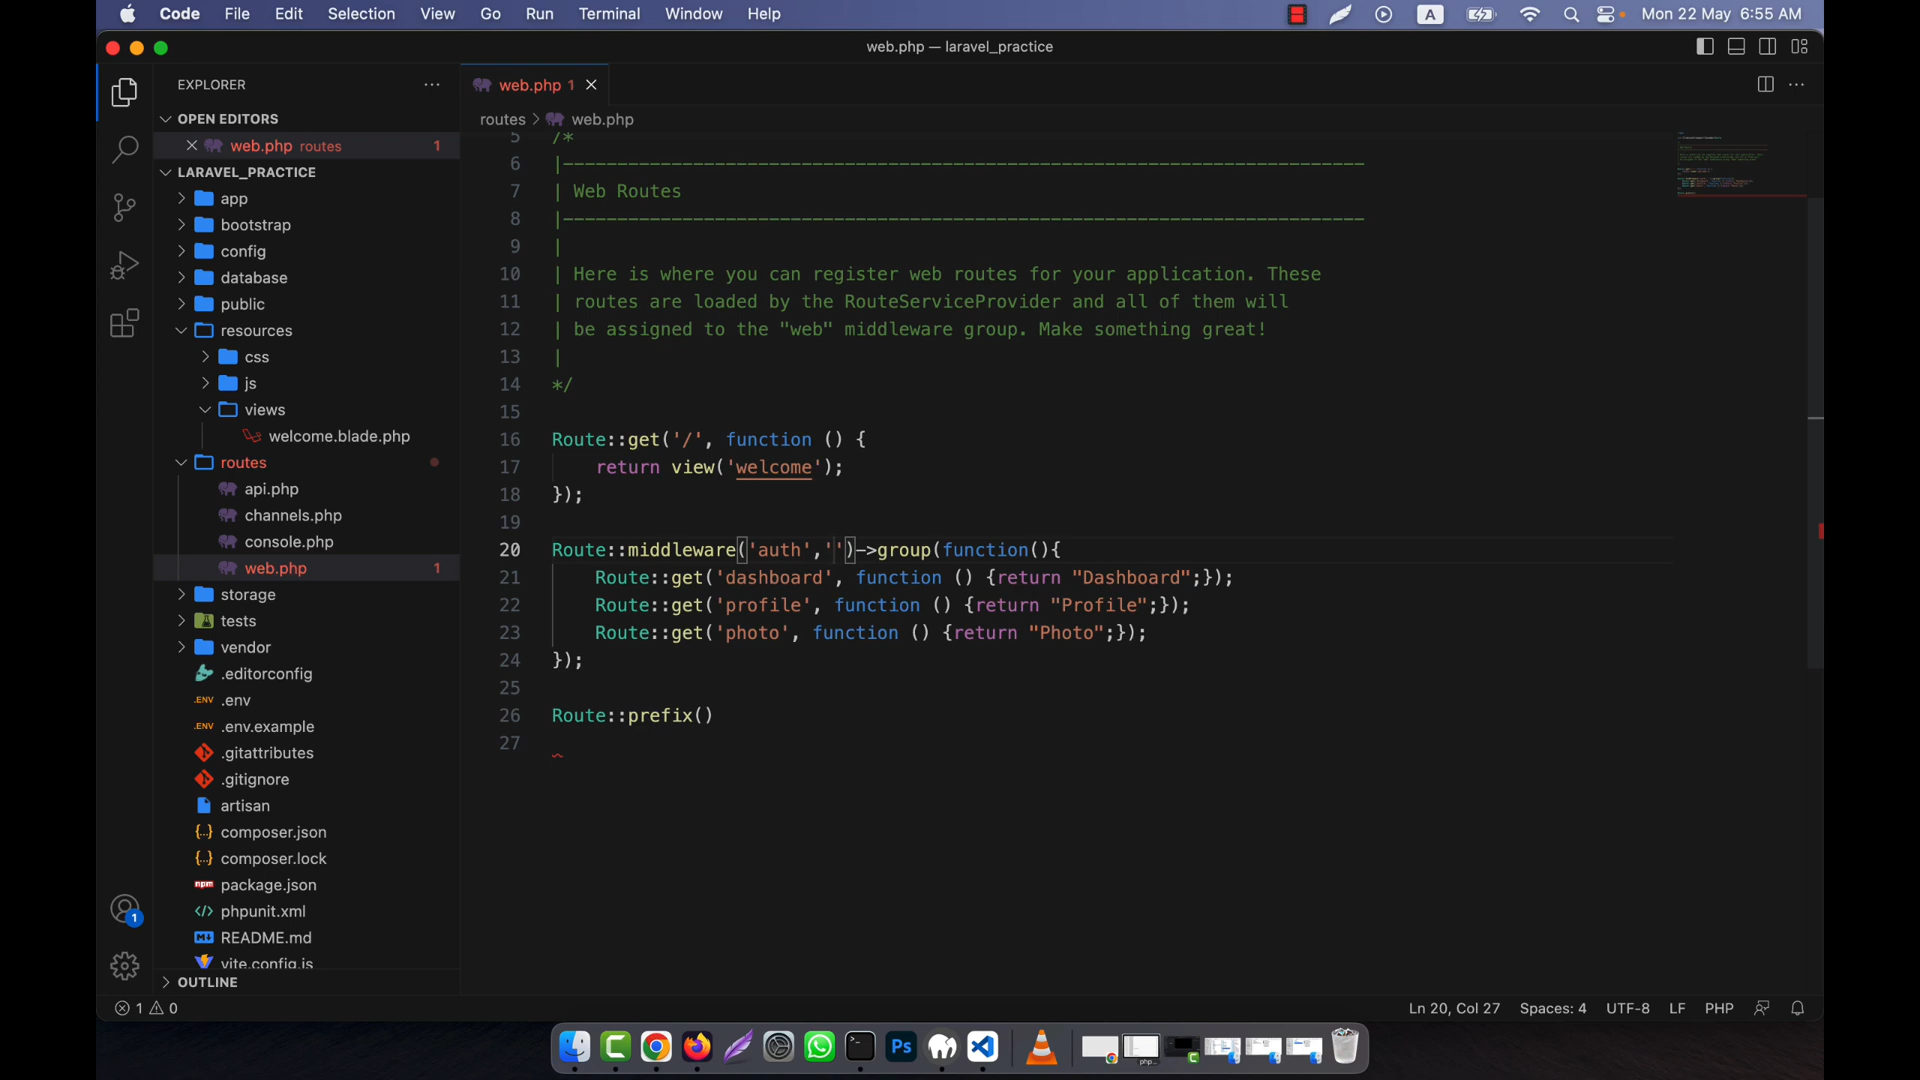 Code File Edit Selection View Go Run Terminal Window Help A Mon 22 May 6:55 AM
web.php — laravel_practice
EXPLORER
web.php 1
OPEN EDITORS
routes > web.php
web.php routes 1
LARAVEL_PRACTICE
app
bootstrap
config
database
public
resources
css
js
views
welcome.blade.php
routes
api.php
channels.php
console.php
web.php 1
storage
tests
vendor
.editorconfig
.env
.env.example
.gitattributes
.gitignore
artisan
composer.json
composer.lock
package.json
phpunit.xml
README.md
vite.config.js
OUTLINE
5 /*
6 |--------------------------------------------------------------------------
7 | Web Routes
8 |--------------------------------------------------------------------------
9 |
10 | Here is where you can register web routes for your application. These
11 | routes are loaded by the RouteServiceProvider and all of them will
12 | be assigned to the "web" middleware group. Make something great!
13 |
14 */
15
16 Route::get('/', function () {
17     return view('welcome');
18 });
19
20 Route::middleware('auth','')->group(function(){
21     Route::get('dashboard', function () {return "Dashboard";});
22     Route::get('profile', function () {return "Profile";});
23     Route::get('photo', function () {return "Photo";});
24 });
25
26 Route::prefix()
27
1 0 Ln 20, Col 27 Spaces: 4 UTF-8 LF PHP